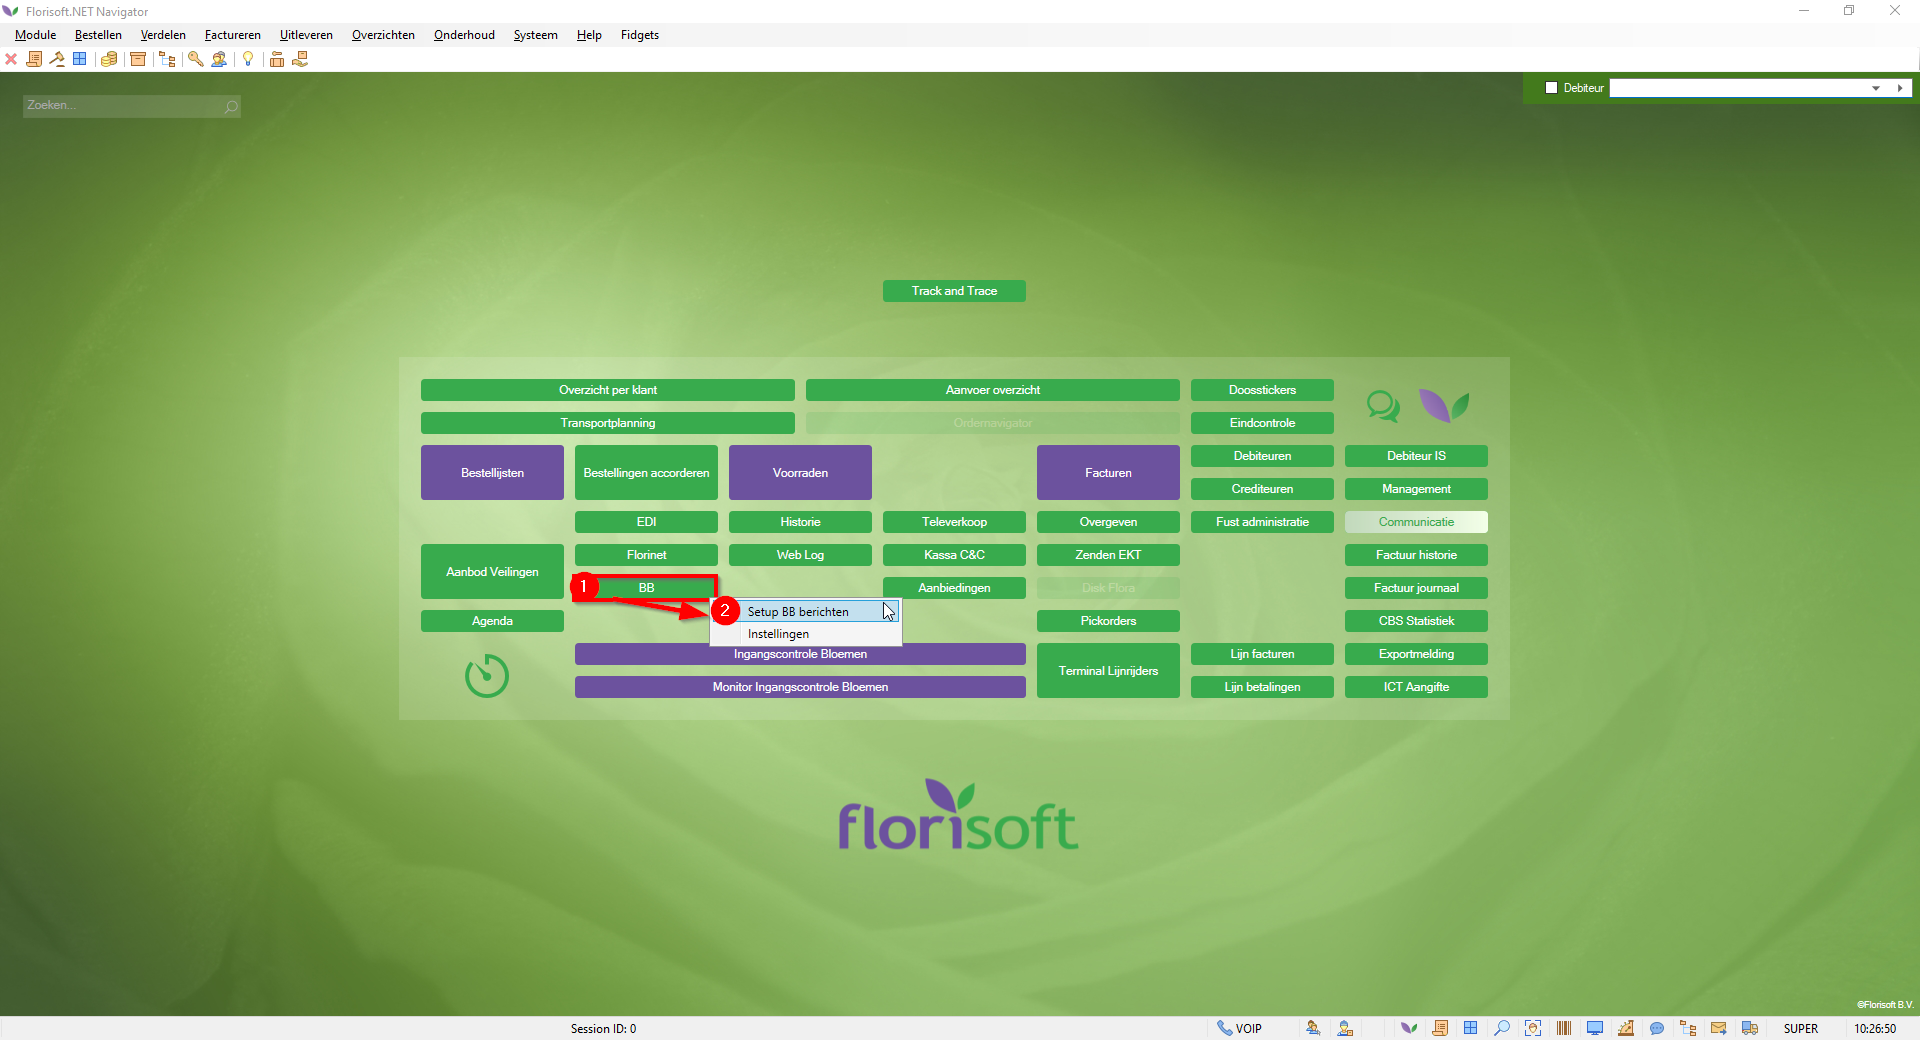 Florisoft.NET Navigator
Module Bestellen Verdelen Factureren Uitleveren Overzichten Onderhoud Systeem Help Fidgets
Zoeken...
Debiteur
Track and Trace
Overzicht per klant Aanvoer overzicht Doosstickers
Transportplanning Ordernavigator Eindcontrole
Bestellijsten Bestellingen accorderen Voorraden Facturen Debiteuren Debiteur IS
Crediteuren Management
EDI Historie Televerkoop Overgeven Fust administratie Communicatie
Florinet Web Log Kassa C&C Zenden EKT Factuur historie
Aanbod Veilingen
1 BB Aanbiedingen Disk Flora Factuur journaal
2 Setup BB berichten
Agenda Pickorders CBS Statistiek
Instellingen
Ingangscontrole Bloemen Lijn facturen Exportmelding
Terminal Lijnrijders
Monitor Ingangscontrole Bloemen Lijn betalingen ICT Aangifte
florisoft
©Florisoft B.V.
Session ID: 0 VOIP SUPER 10:26:50